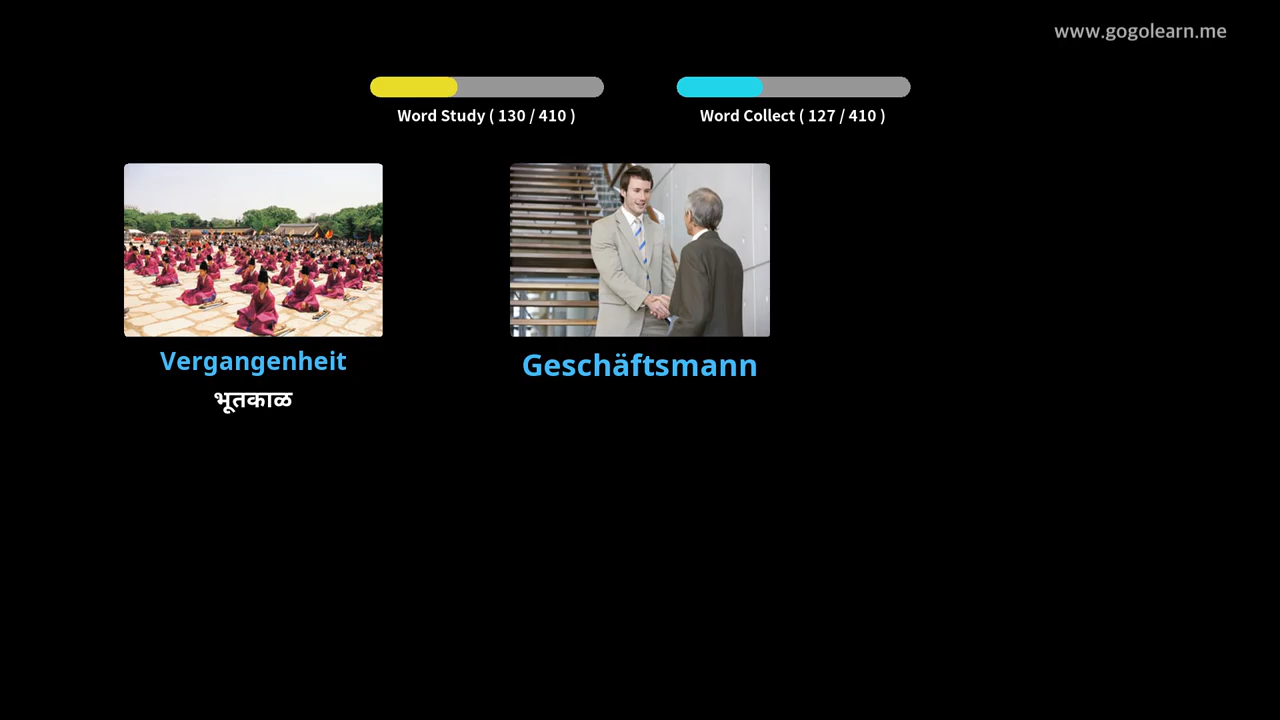 www.gogolearn.me
Word Study ( 130 / 410 )
Word Collect ( 127 / 410 )
Vergangenheit
भूतकाळ
Geschäftsmann